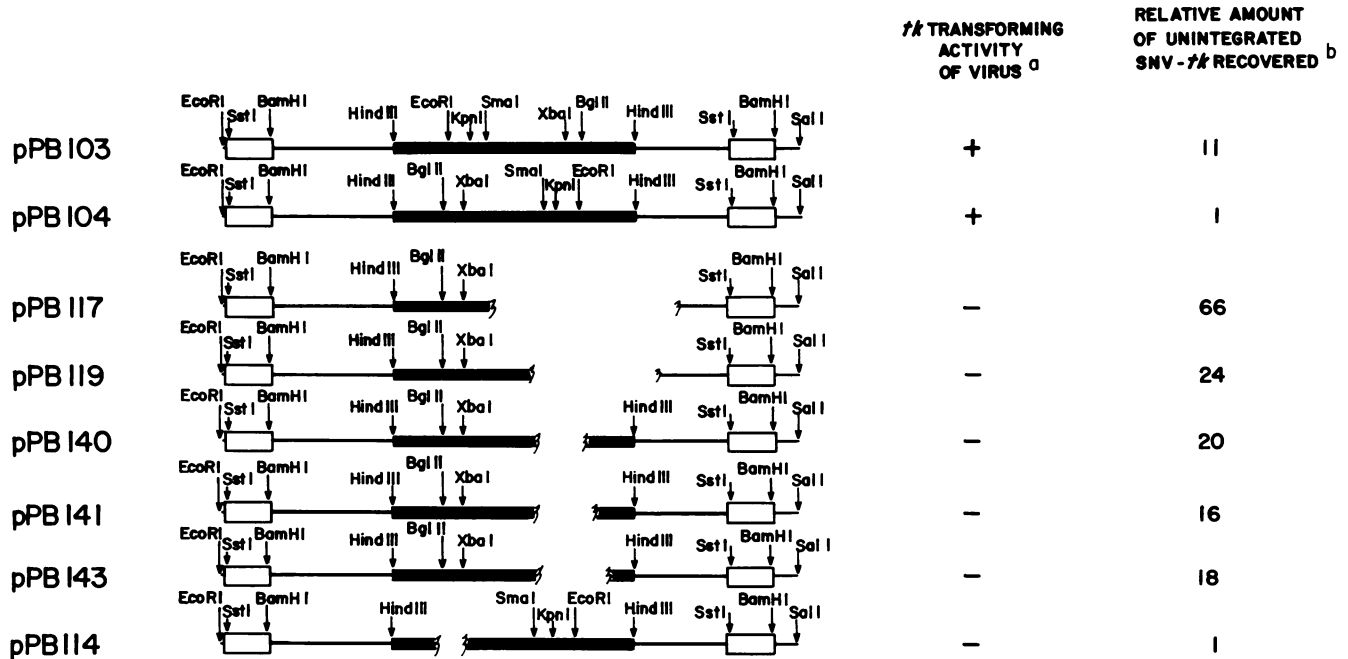 tk TRANSFORMING ACTIVITY OF VIRUS a
RELATIVE AMOUNT OF UNINTEGRATED SNV-tk RECOVERED b
EcoRI SstI BamHI HindIII EcoRI KpnI SmaI XbaI BglII HindIII SstI BamHI SalI
pPB103 + 11
EcoRI SstI BamHI HindIII BglII XbaI SmaI KpnI EcoRI HindIII SstI BamHI SalI
pPB104 + 1
EcoRI SstI BamHI HindIII BglII XbaI SstI BamHI SalI
pPB117 - 66
EcoRI SstI BamHI HindIII BglII XbaI SstI BamHI SalI
pPB119 - 24
EcoRI SstI BamHI HindIII BglII XbaI HindIII SstI BamHI SalI
pPB140 - 20
EcoRI SstI BamHI HindIII BglII XbaI HindIII SstI BamHI SalI
pPB141 - 16
EcoRI SstI BamHI HindIII BglII XbaI HindIII SstI BamHI SalI
pPB143 - 18
EcoRI SstI BamHI HindIII SmaI KpnI EcoRI HindIII SstI BamHI SalI
pPB114 - 1